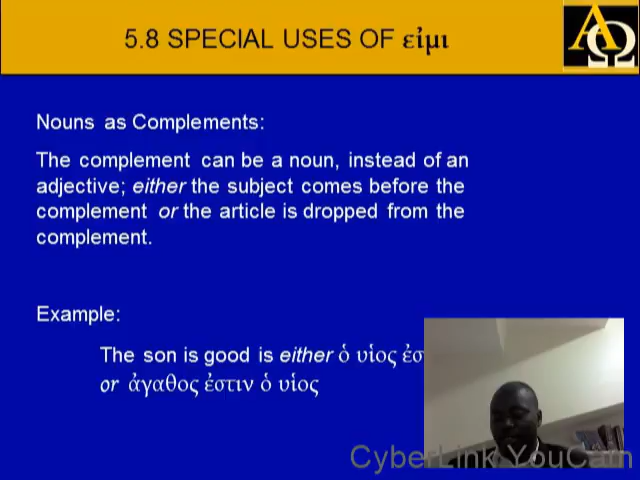 5.8 SPECIAL USES OF εἰμι
ΑΩ
Nouns as Complements:
The complement can be a noun, instead of an
adjective; either the subject comes before the
complement or the article is dropped from the
complement.
Example:
The son is good is either ὁ υἱος ἐσ
or ἀγαθος ἐστιν ὁ υἱος
CyberLink YouCam